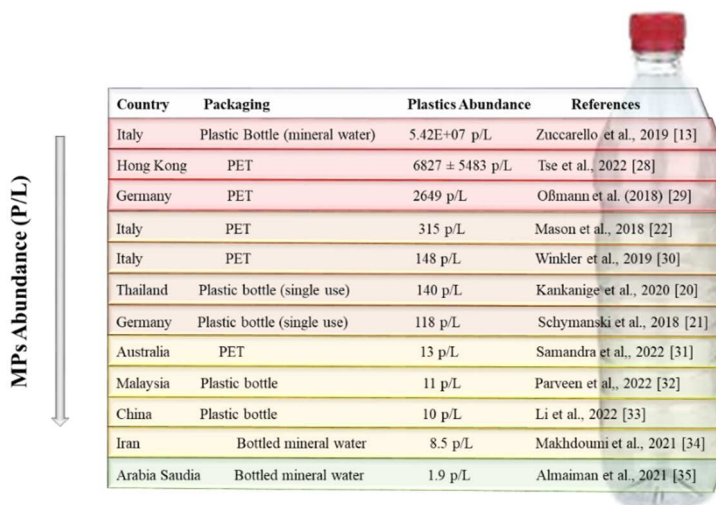 MPs Abundance (P/L)
Country Packaging Plastics Abundance References
Italy Plastic Bottle (mineral water) 5.42E+07 p/L Zuccarello et al., 2019 [13]
Hong Kong PET 6827 ± 5483 p/L Tse et al., 2022 [28]
Germany PET 2649 p/L Oßmann et al. (2018) [29]
Italy PET 315 p/L Mason et al., 2018 [22]
Italy PET 148 p/L Winkler et al., 2019 [30]
Thailand Plastic bottle (single use) 140 p/L Kankanige et al., 2020 [20]
Germany Plastic bottle (single use) 118 p/L Schymanski et al., 2018 [21]
Australia PET 13 p/L Samandra et al,, 2022 [31]
Malaysia Plastic bottle 11 p/L Parveen et al,, 2022 [32]
China Plastic bottle 10 p/L Li et al., 2022 [33]
Iran Bottled mineral water 8.5 p/L Makhdoumi et al., 2021 [34]
Arabia Saudia Bottled mineral water 1.9 p/L Almaiman et al., 2021 [35]